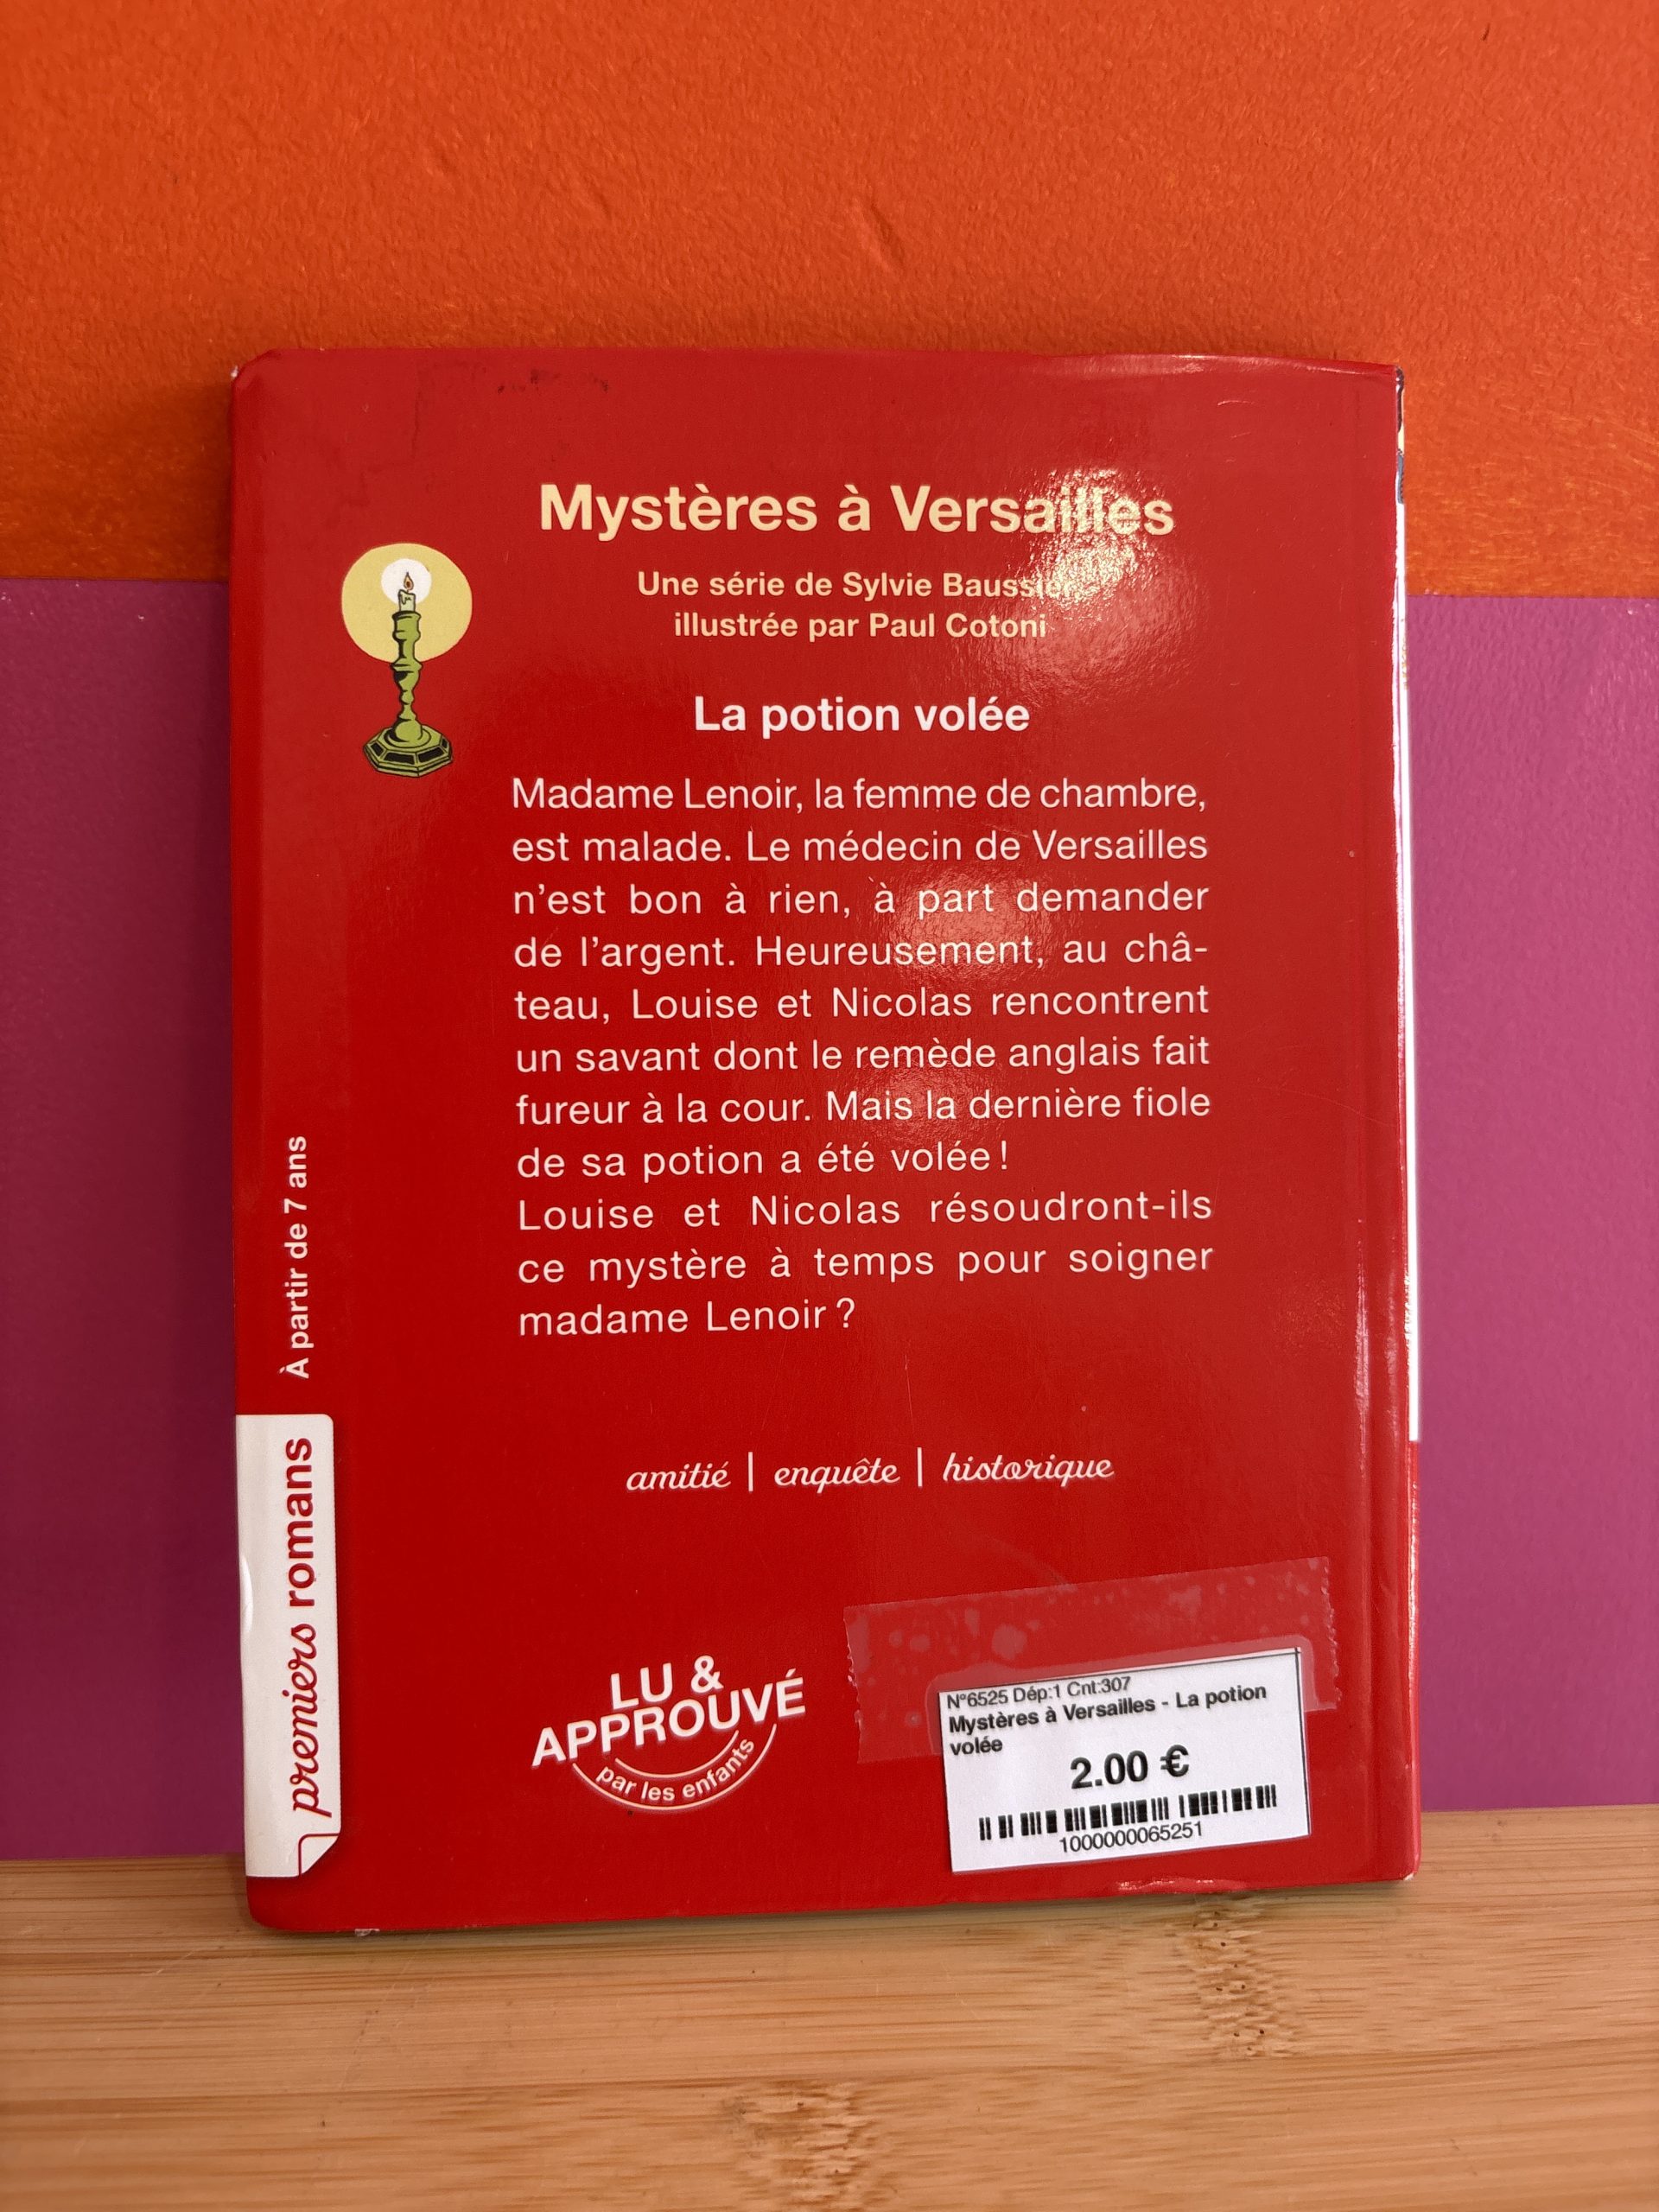 Mystères à Versailles
Une série de Sylvie
illustrée par Paul Cotoni
La potion volée
Madame Lenoir, la femme de chambre,
est malade. Le médecin de Versailles
n'est bon à rien, à part demander
de l'argent. Heureusement, au châ-
teau, Louise et Nicolas rencontrent
un savant dont le remède anglais fait
fureur à la cour. Mais la dernière fiole
de sa potion a été volée !
Louise et Nicolas résoudront-ils
ce mystère à temps pour soigner
madame Lenoir ?
amitié | enquête | historique
À partir de 7 ans
premiers romans
LU &
APPROUVÉ
par les enfants
N°6525 Dép:1 Cnt:307
Mystères à Versailles - La potion
volée
2.00 €
1000000065251